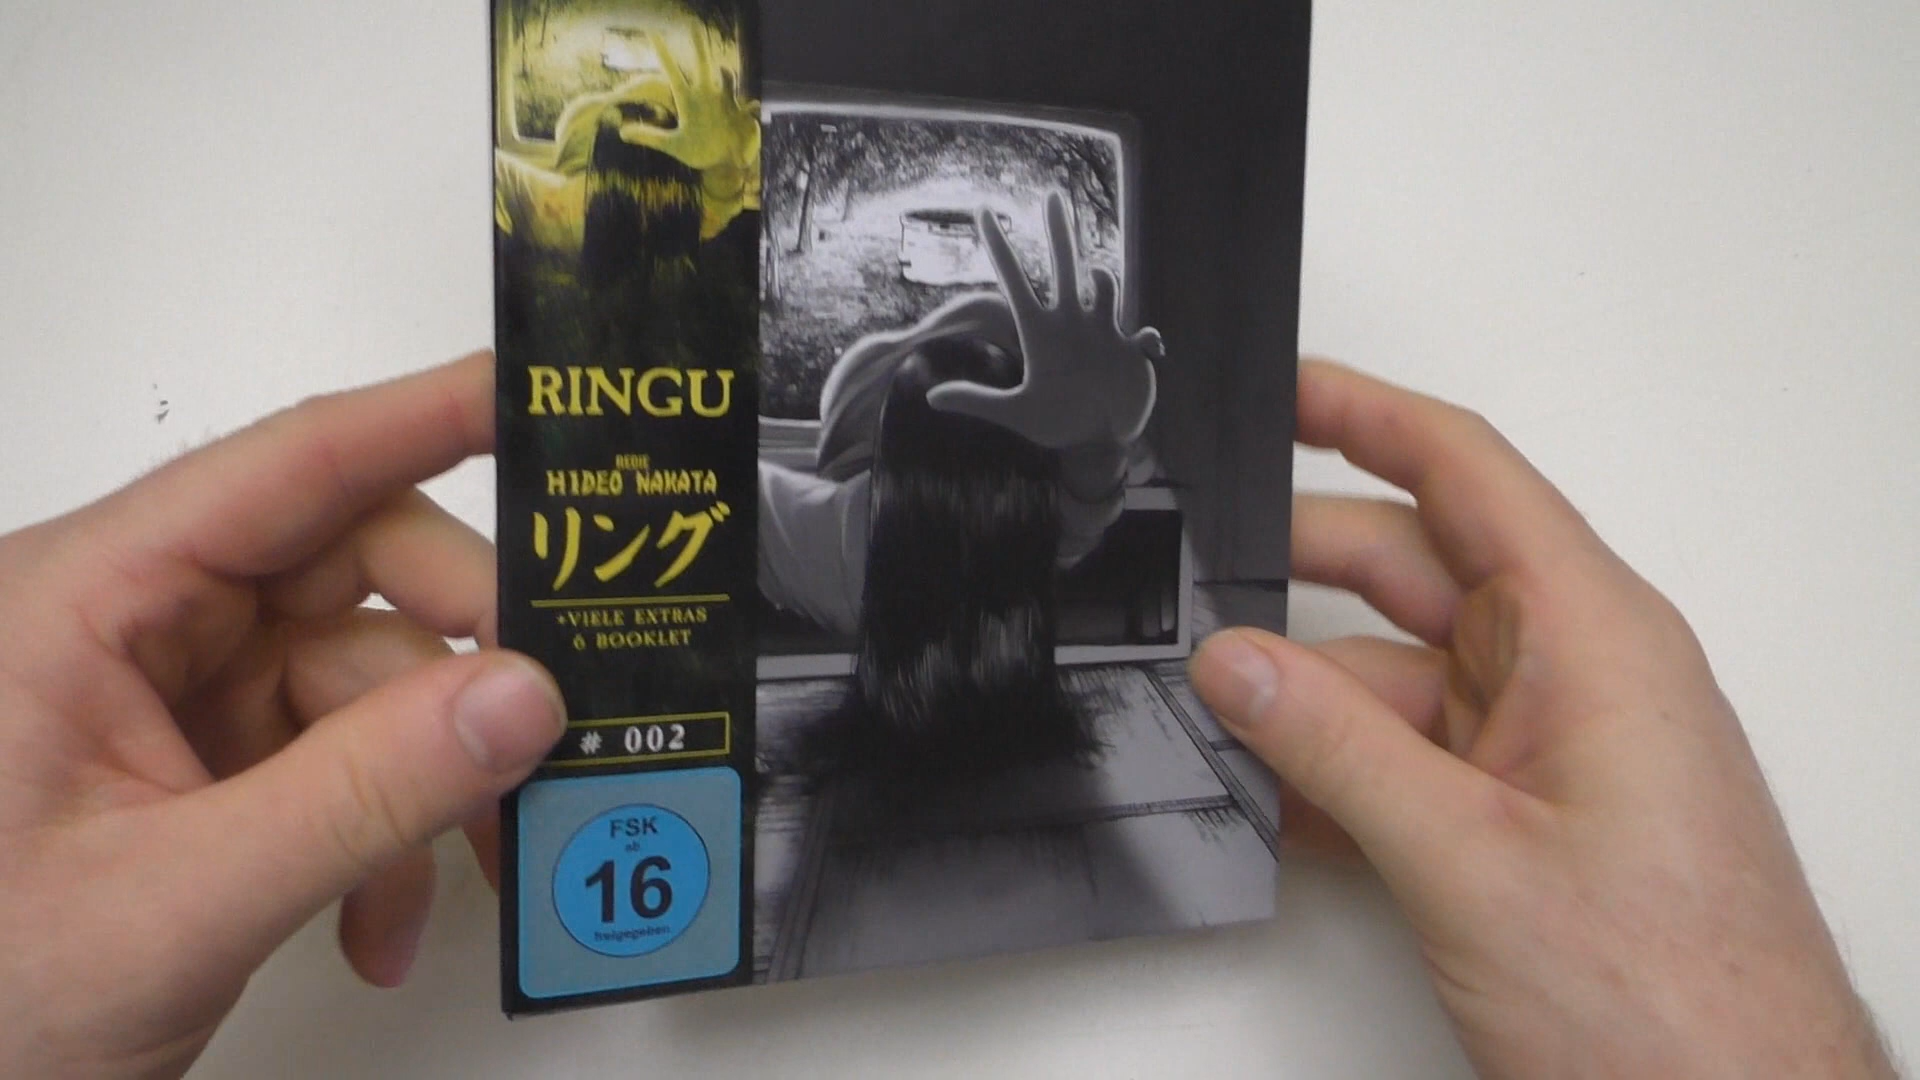 RINGU
REGIE
HIDEO NAKATA
リング
+VIELE EXTRAS
& BOOKLET
# 002
FSK
ab
16
freigegeben